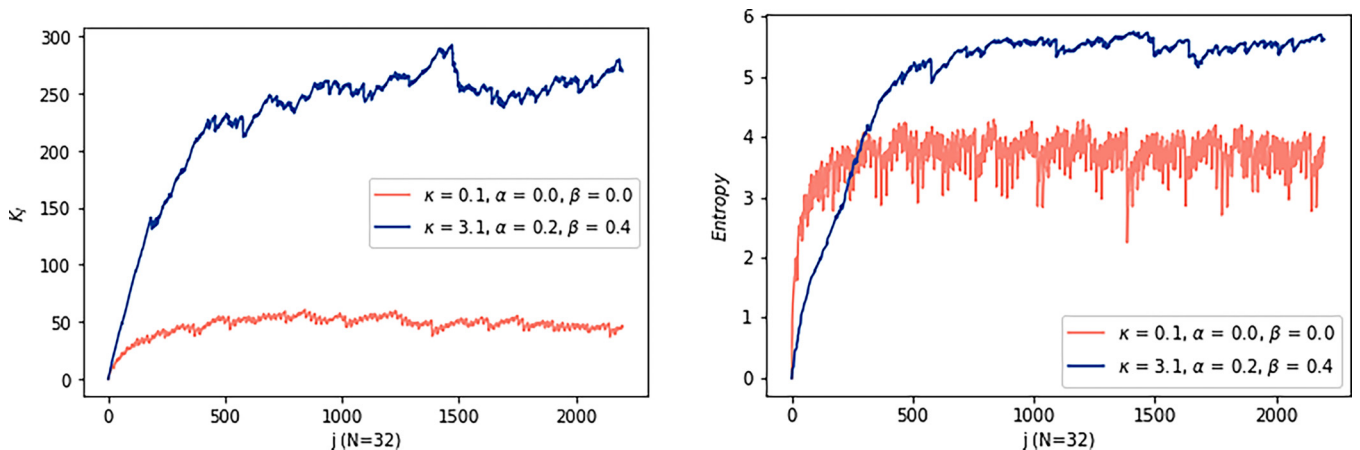 300
250
200
150
100
50
0
K_j
κ = 0.1, α = 0.0, β = 0.0
κ = 3.1, α = 0.2, β = 0.4
0 500 1000 1500 2000
j (N=32)
6
5
4
3
2
1
0
Entropy
κ = 0.1, α = 0.0, β = 0.0
κ = 3.1, α = 0.2, β = 0.4
0 500 1000 1500 2000
j (N=32)